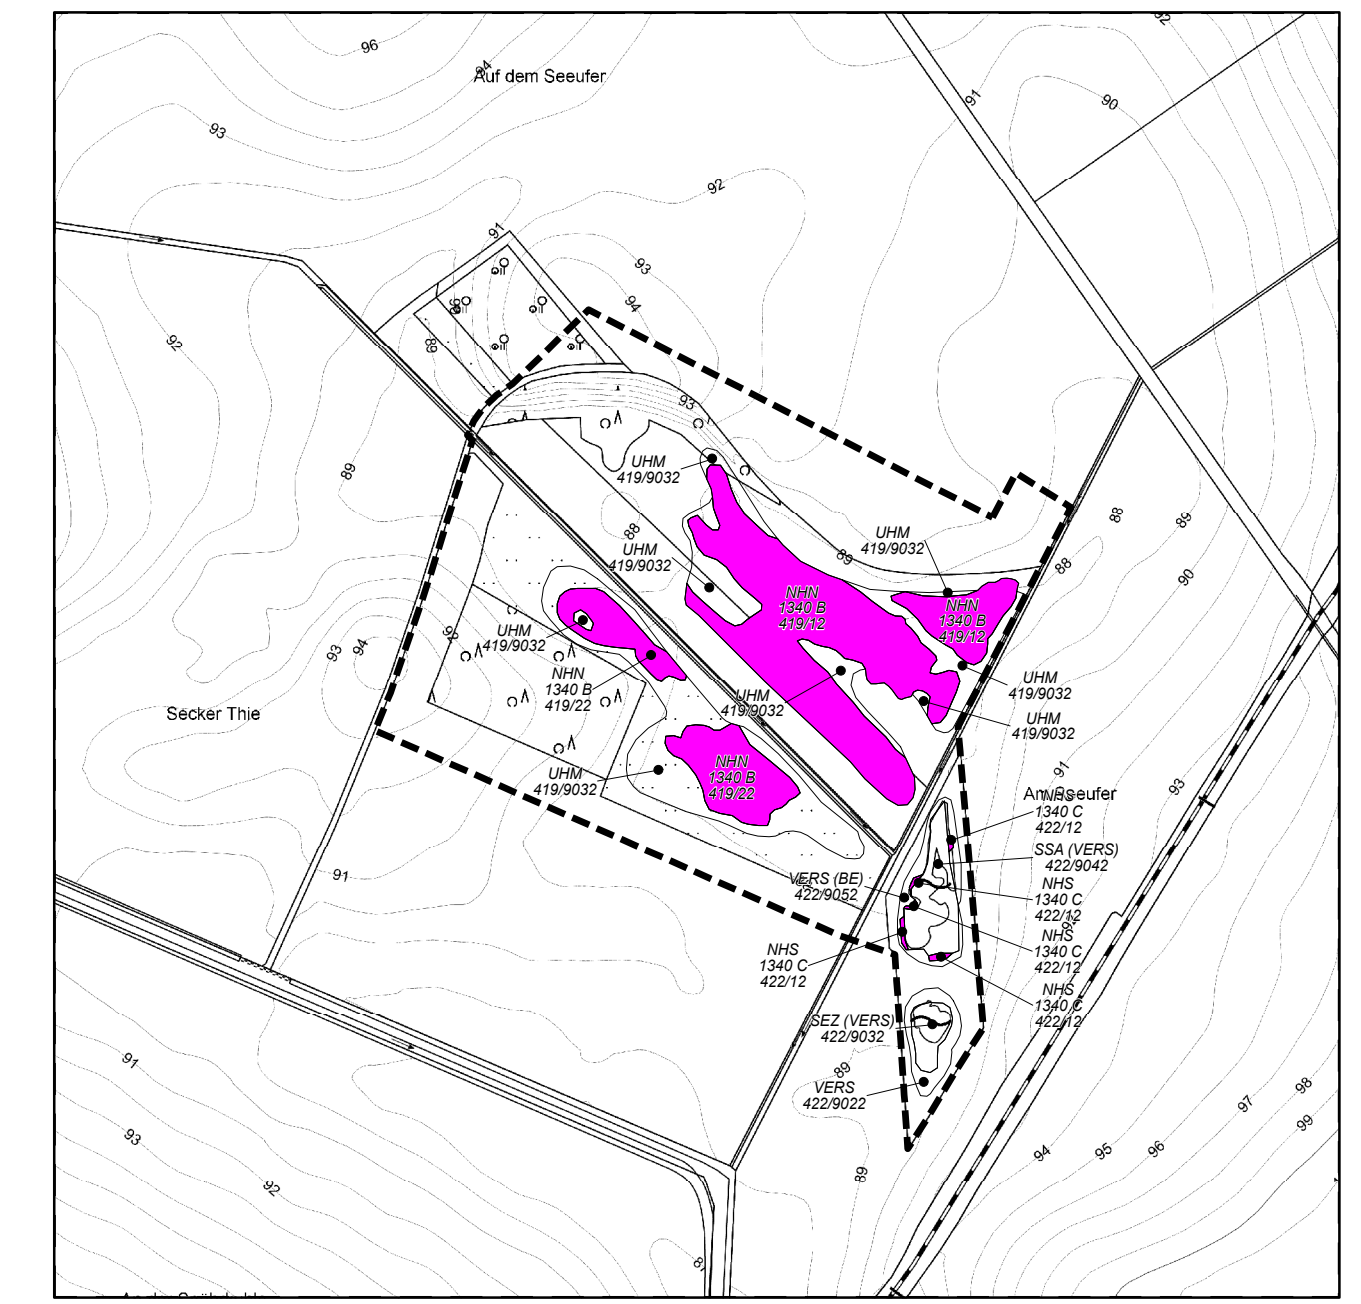 96
94
Auf dem Seeufer
92
91
90
93
92
91
93
94
92
89
93
89
UHM
419/9032
88
UHM
419/9032
UHM
419/9032
89
88
89
88
90
NHN
1340 B
419/12
NHN
1340 B
419/12
UHM
419/9032
92
93
94
NHN
1340 B
419/22
UHM
419/9032
UHM
419/9032
UHM
419/9032
Secker Thie
NHN
1340 B
419/22
UHM
419/9032
91
93
NHS
1340 C
422/12
SSA (VERS)
422/9042
VERS (BE)
422/9052
91
NHS
1340 C
422/12
NHS
1340 C
422/12
NHS
1340 C
422/12
NHS
1340 C
422/12
SEZ (VERS)
422/9032
VERS
422/9022
89
91
93
92
89
94
95
96
97
98
99